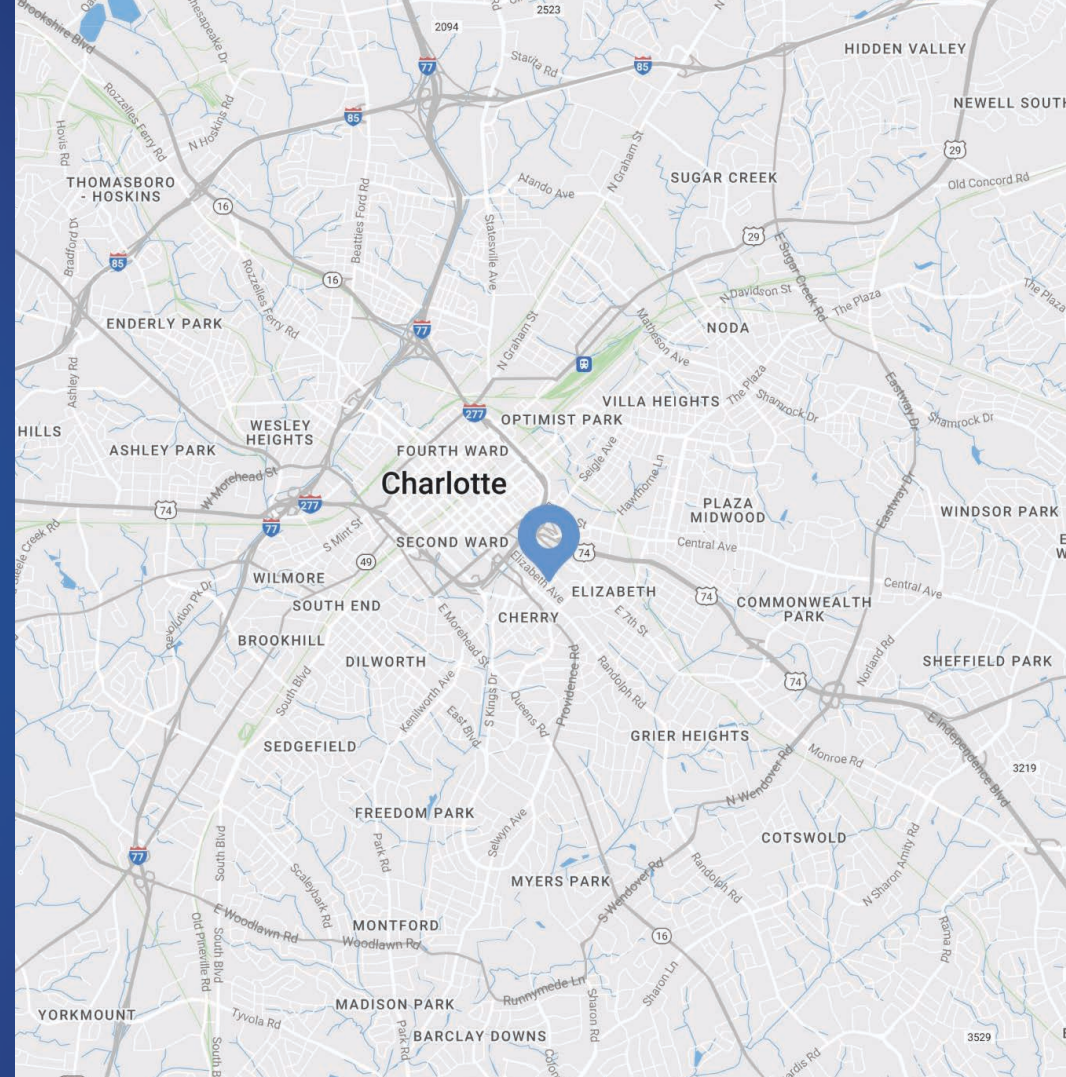 Brookshire Blvd
2094
2523
77
85
HIDDEN VALLEY
Starita Rd
Rozzelles Ferry Rd
N Hoskins Rd
85
NEWELL SOUTH
Hovis Rd
N Graham St
29
THOMASBORO
- HOSKINS
Atando Ave
SUGAR CREEK
Old Concord Rd
16
Beatties Ford Rd
Statesville Ave
Bradford Dr
85
29
E Sugar Creek Rd
16
Rozzelles Ferry Rd
N Davidson St
The Plaza
The Plaza
ENDERLY PARK
77
N Graham St
Matheson Ave
NODA
Ashley Rd
The Plaza
Eastway Dr
277
OPTIMIST PARK
VILLA HEIGHTS
Shamrock Dr
Shamrock Dr
HILLS
WESLEY
HEIGHTS
ASHLEY PARK
FOURTH WARD
Seigle Ave
W Morehead St
Charlotte
Hawthorne Ln
74
277
PLAZA
MIDWOOD
Eastway Dr
WINDSOR PARK
77
S Mint St
SECOND WARD
St
74
Central Ave
49
Elizabeth Ave
WILMORE
ELIZABETH
74
Central Ave
Revolution Pk Dr
SOUTH END
CHERRY
E 7th St
COMMONWEALTH
PARK
BROOKHILL
E Morehead St
DILWORTH
Norland Rd
SHEFFIELD PARK
Providence Rd
Randolph Rd
74
South Blvd
Kenilworth Ave
S Kings Dr
Queens Rd
East Blvd
E Independence Blvd
SEDGEFIELD
GRIER HEIGHTS
Monroe Rd
3219
N Wendover Rd
FREEDOM PARK
Selwyn Ave
COTSWOLD
77
South Blvd
Park Rd
N Sharon Amity Rd
Scaleybark Rd
MYERS PARK
S Wendover Rd
Randolph Rd
E Woodlawn Rd
MONTFORD
Woodlawn Rd
16
Old Pineville Rd
South Blvd
Rama Rd
Sharon Ln
Runnymede Ln
YORKMOUNT
Tyvola Rd
MADISON PARK
Sharon Rd
Park Rd
BARCLAY DOWNS
3529